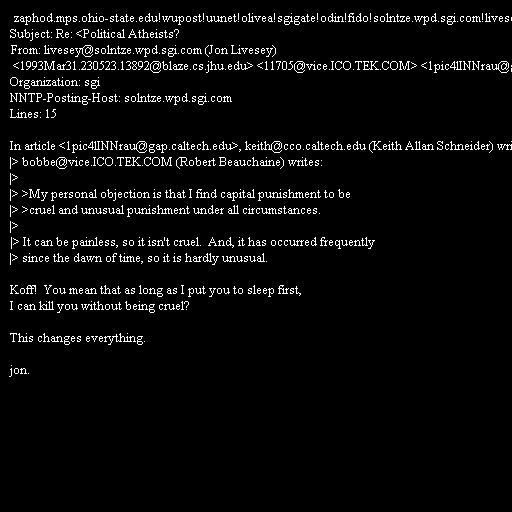 zaphod.mps.ohio-state.edu!wupost!uunet!olivea!sgigate!odin!fido!solntze.wpd.sgi.com!livese
Subject: Re: <Political Atheists?
From: livesey@solntze.wpd.sgi.com (Jon Livesey)
<1993Mar31.230523.13892@blaze.cs.jhu.edu> <11705@vice.ICO.TEK.COM> <1pic4lINNrau@g
Organization: sgi
NNTP-Posting-Host: solntze.wpd.sgi.com
Lines: 15

In article <1pic4lINNrau@gap.caltech.edu>, keith@cco.caltech.edu (Keith Allan Schneider) wri
|> bobbe@vice.ICO.TEK.COM (Robert Beauchaine) writes:
|>
|> >My personal objection is that I find capital punishment to be
|> >cruel and unusual punishment under all circumstances.
|>
|> It can be painless, so it isn't cruel.  And, it has occurred frequently
|> since the dawn of time, so it is hardly unusual.

Koff!  You mean that as long as I put you to sleep first,
I can kill you without being cruel?

This changes everything.

jon.